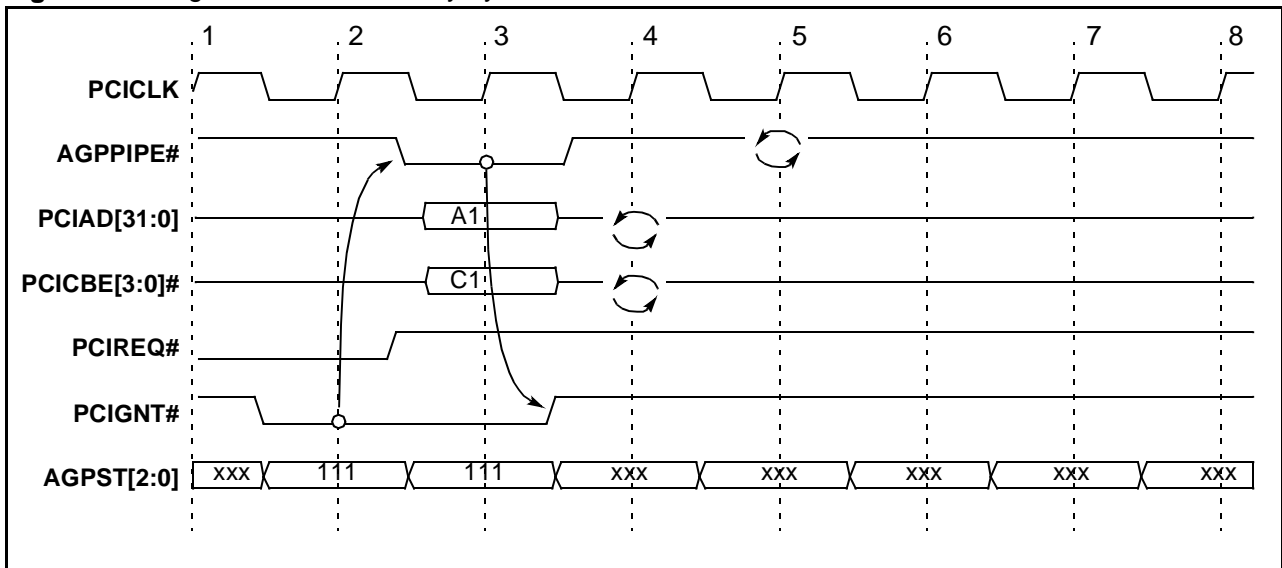 1 2 3 4 5 6 7 8
PCICLK
AGPPIPE#
PCIAD[31:0] A1
PCICBE[3:0]# C1
PCIREQ#
PCIGNT#
AGPST[2:0] xxx 111 111 xxx xxx xxx xxx xxx